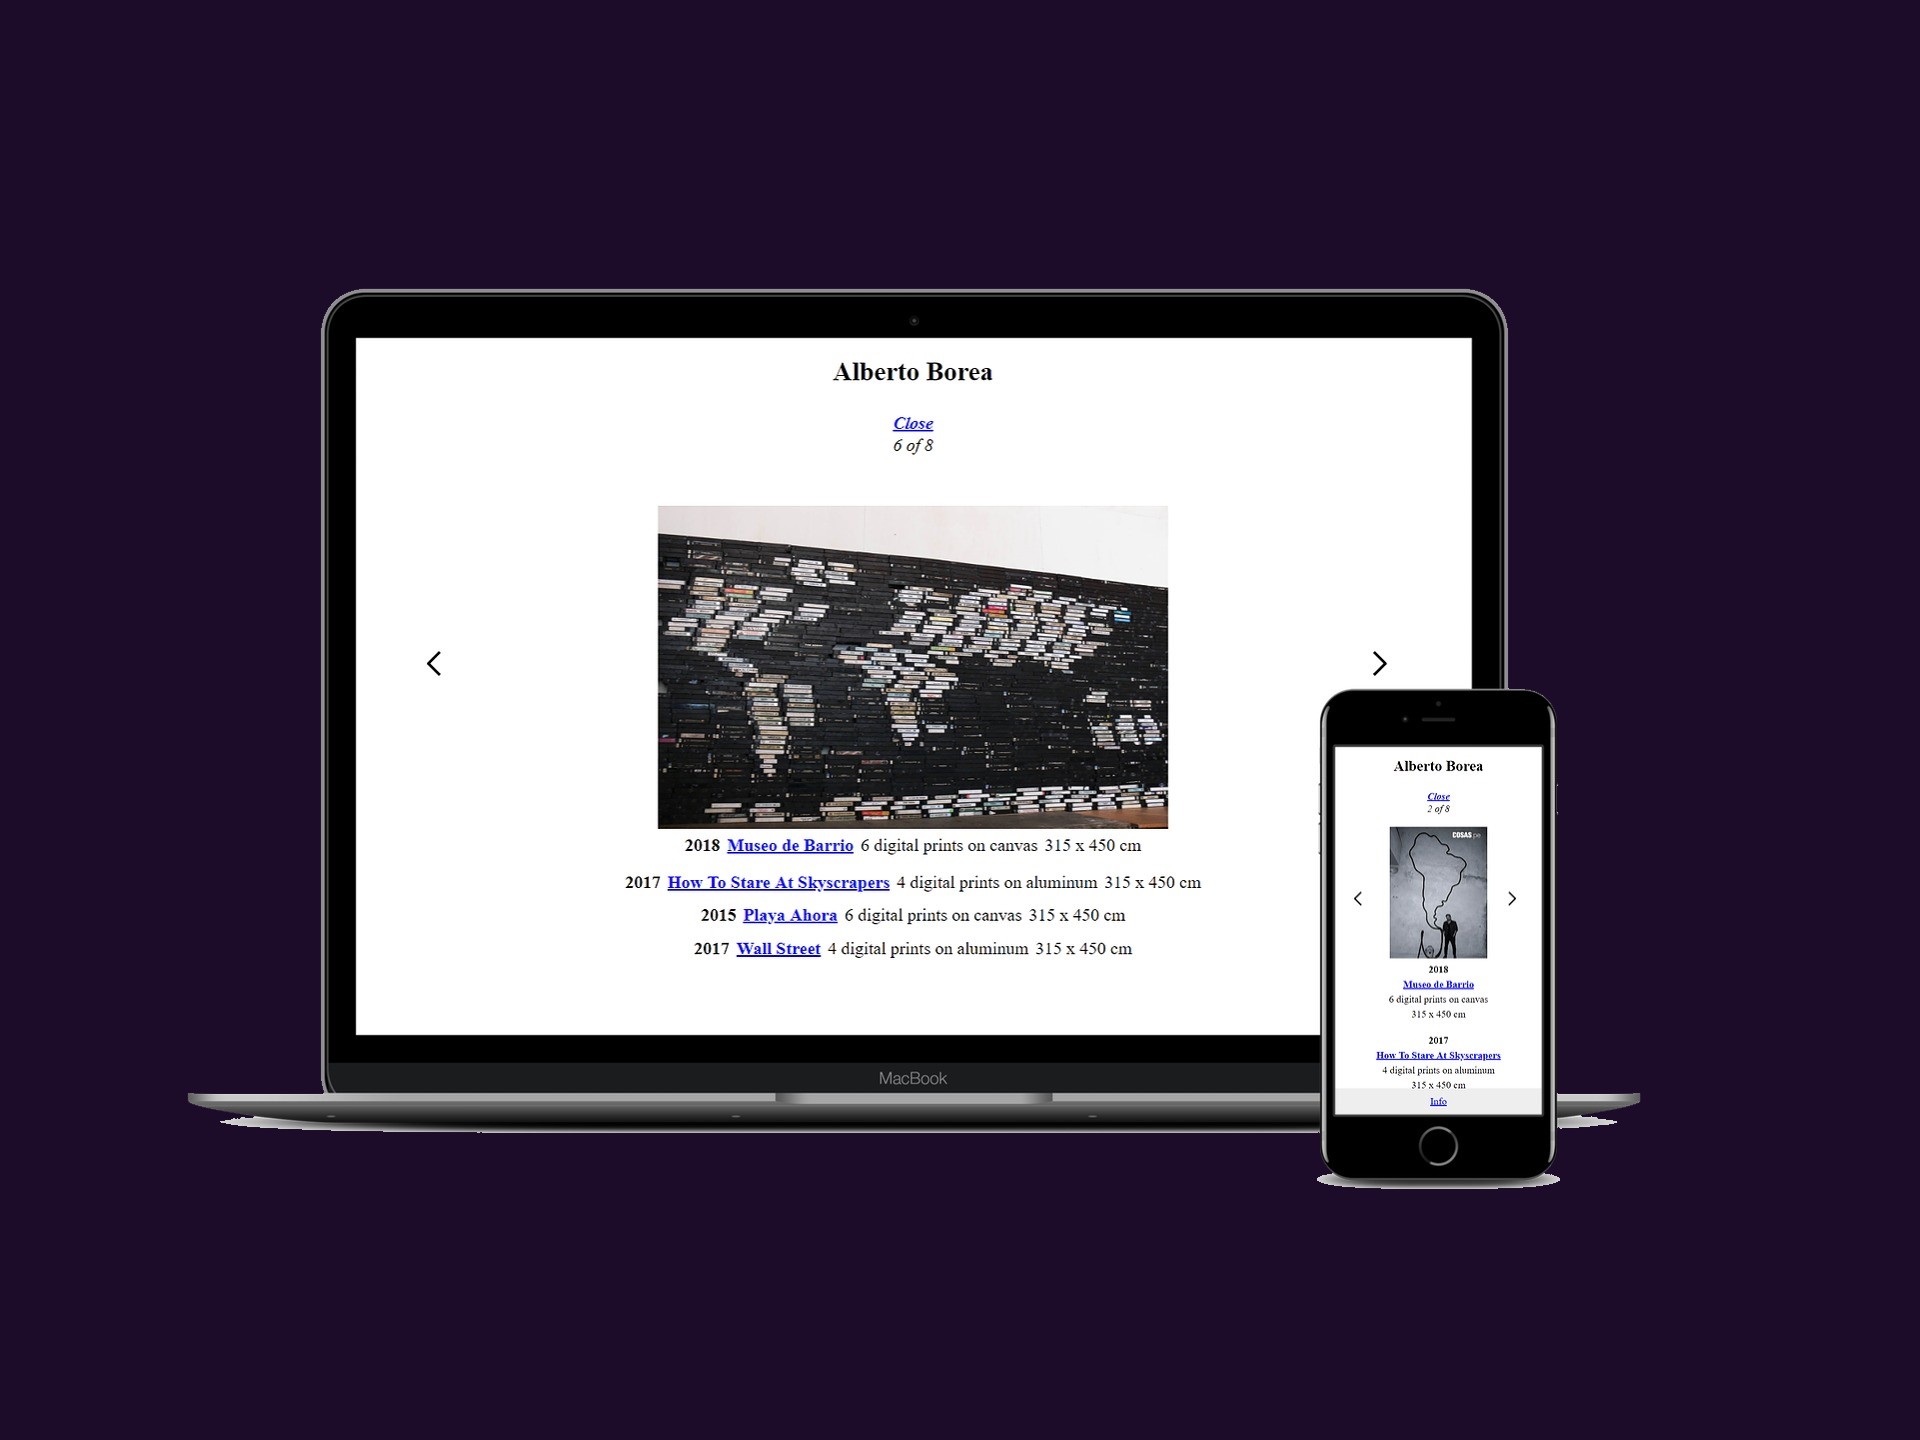 Alberto Borea
Close
6 of 8
2018 Museo de Barrio 6 digital prints on canvas 315 x 450 cm
2017 How To Stare At Skyscrapers 4 digital prints on aluminum 315 x 450 cm
2015 Playa Ahora 6 digital prints on canvas 315 x 450 cm
2017 Wall Street 4 digital prints on aluminum 315 x 450 cm
MacBook
Alberto Borea
Close
2 of 8
COSAS pe
2018
Museo de Barrio
6 digital prints on canvas
315 x 450 cm
2017
How To Stare At Skyscrapers
4 digital prints on aluminum
315 x 450 cm
Info